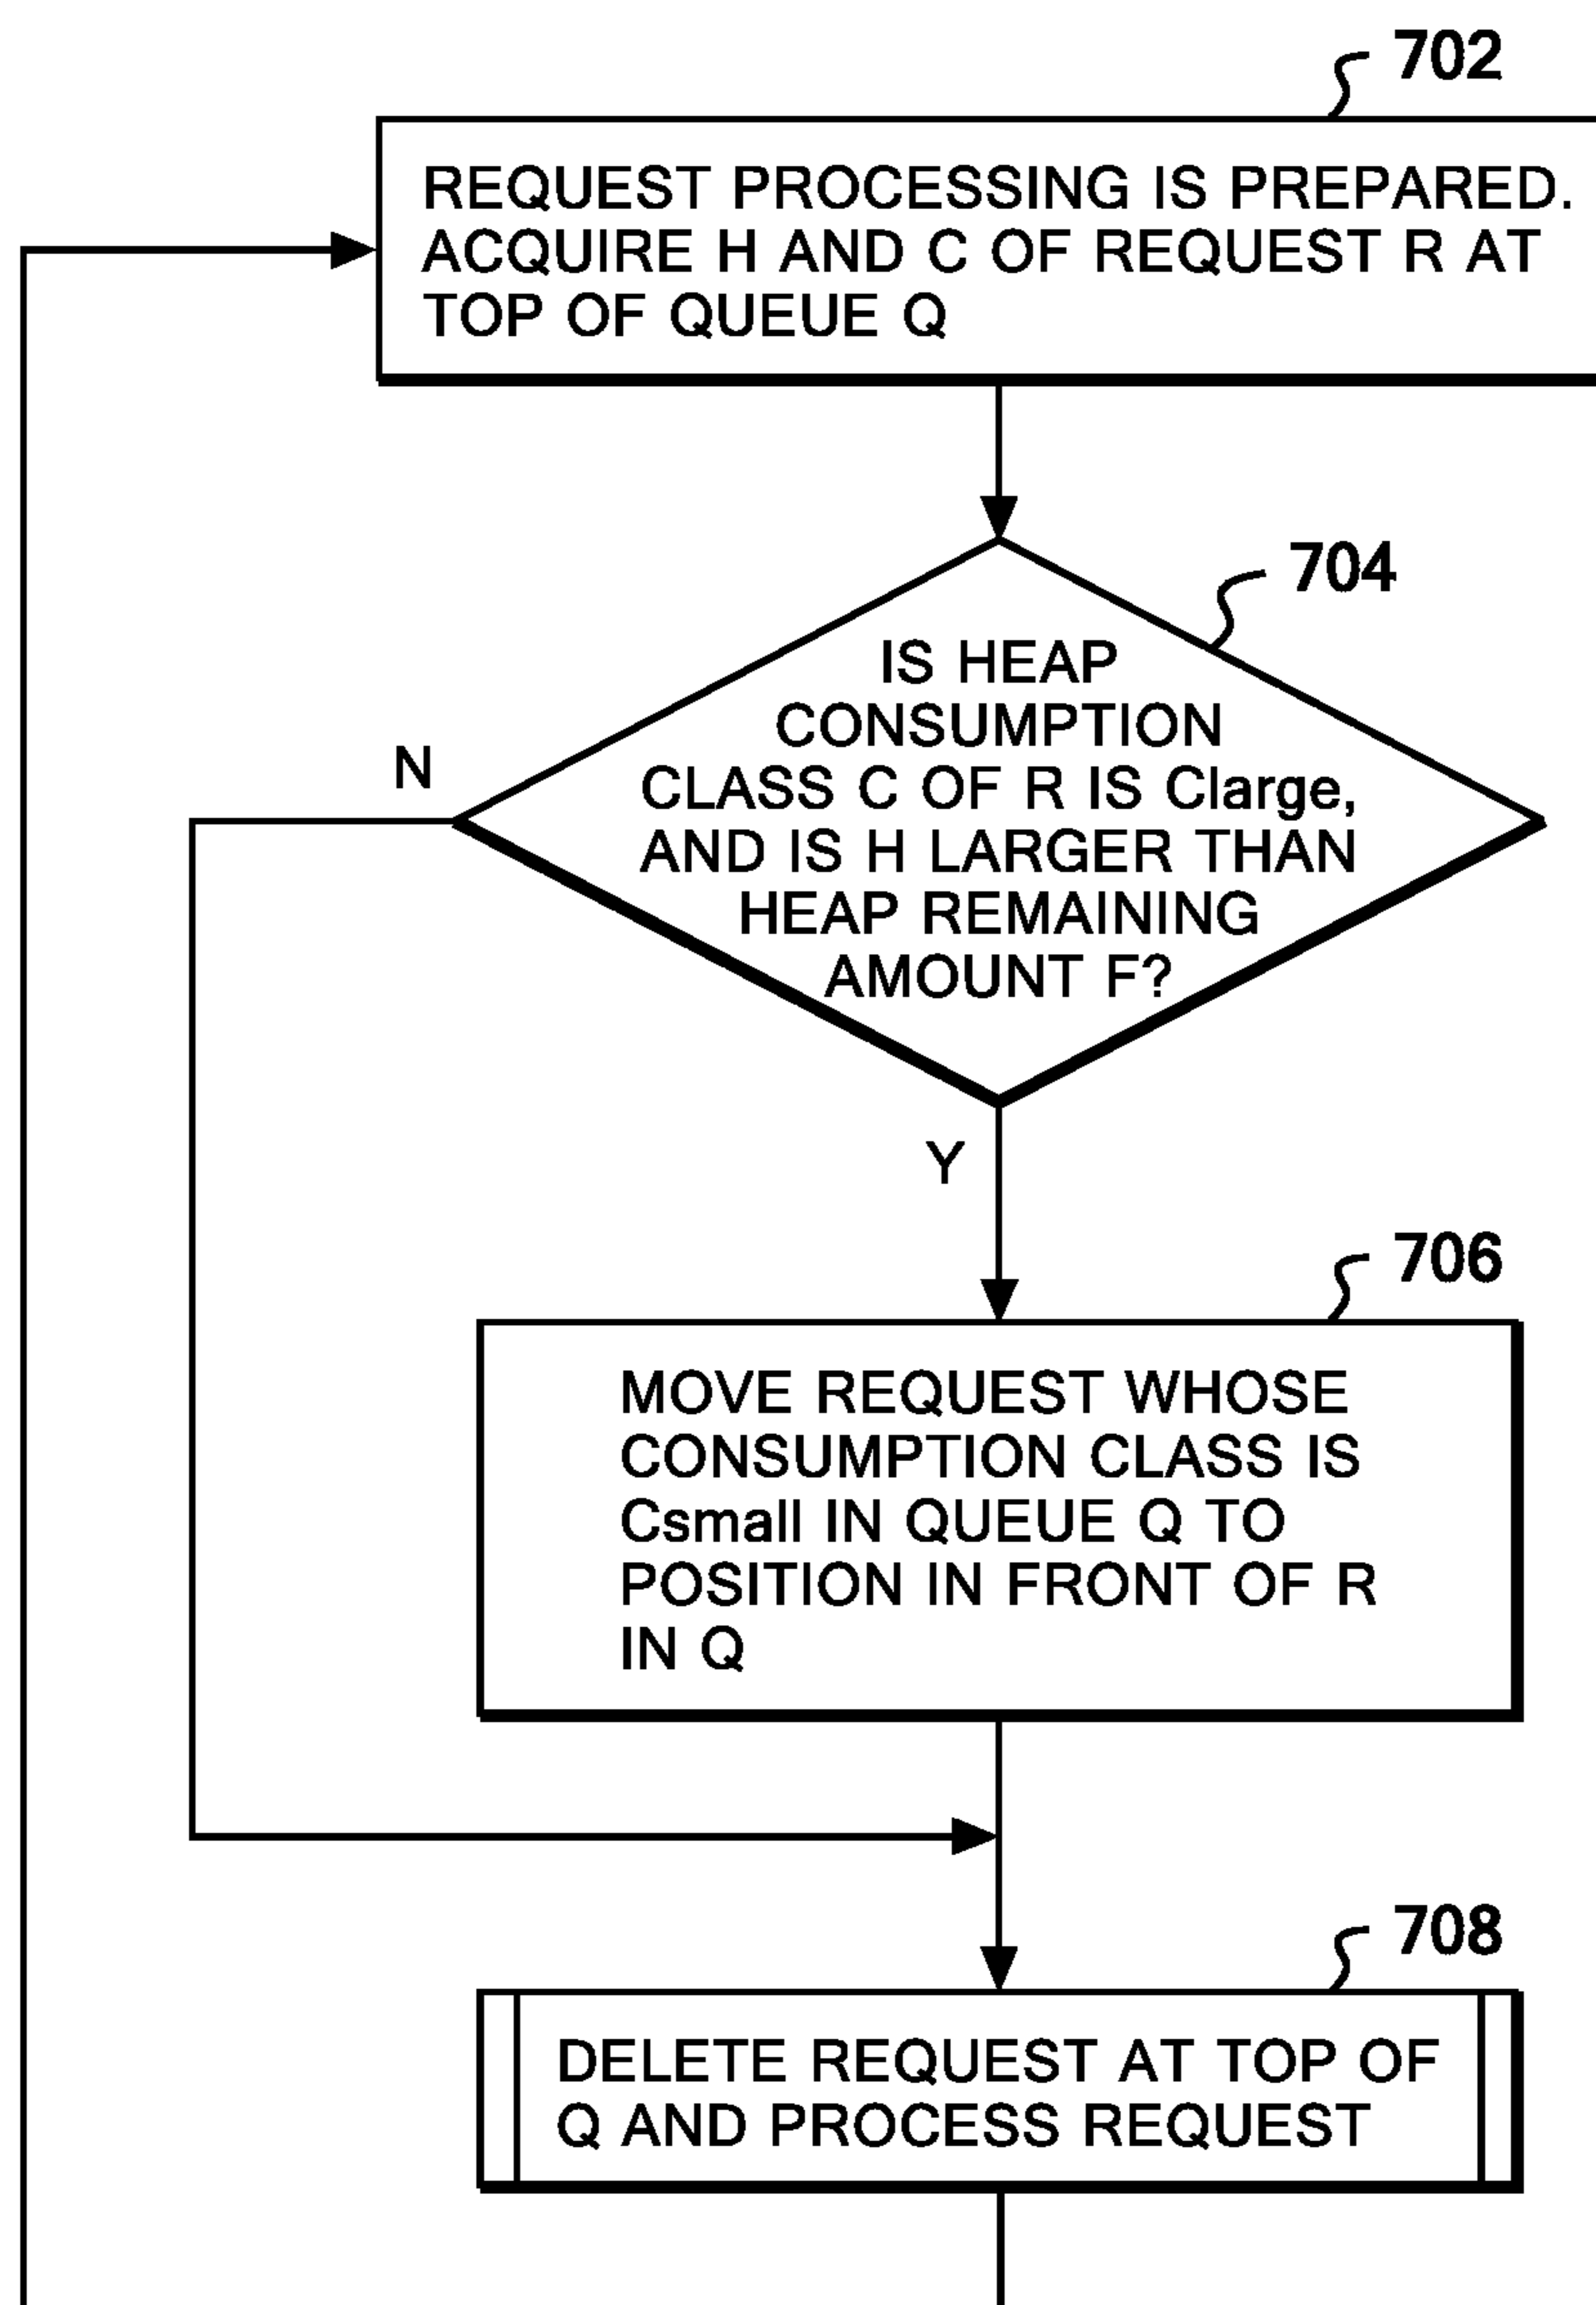 702
REQUEST PROCESSING IS PREPARED.
ACQUIRE H AND C OF REQUEST R AT
TOP OF QUEUE Q
704
IS HEAP
CONSUMPTION
CLASS C OF R IS Clarge,
AND IS H LARGER THAN
HEAP REMAINING
AMOUNT F?
N
Y
706
MOVE REQUEST WHOSE
CONSUMPTION CLASS IS
Csmall IN QUEUE Q TO
POSITION IN FRONT OF R
IN Q
708
DELETE REQUEST AT TOP OF
Q AND PROCESS REQUEST